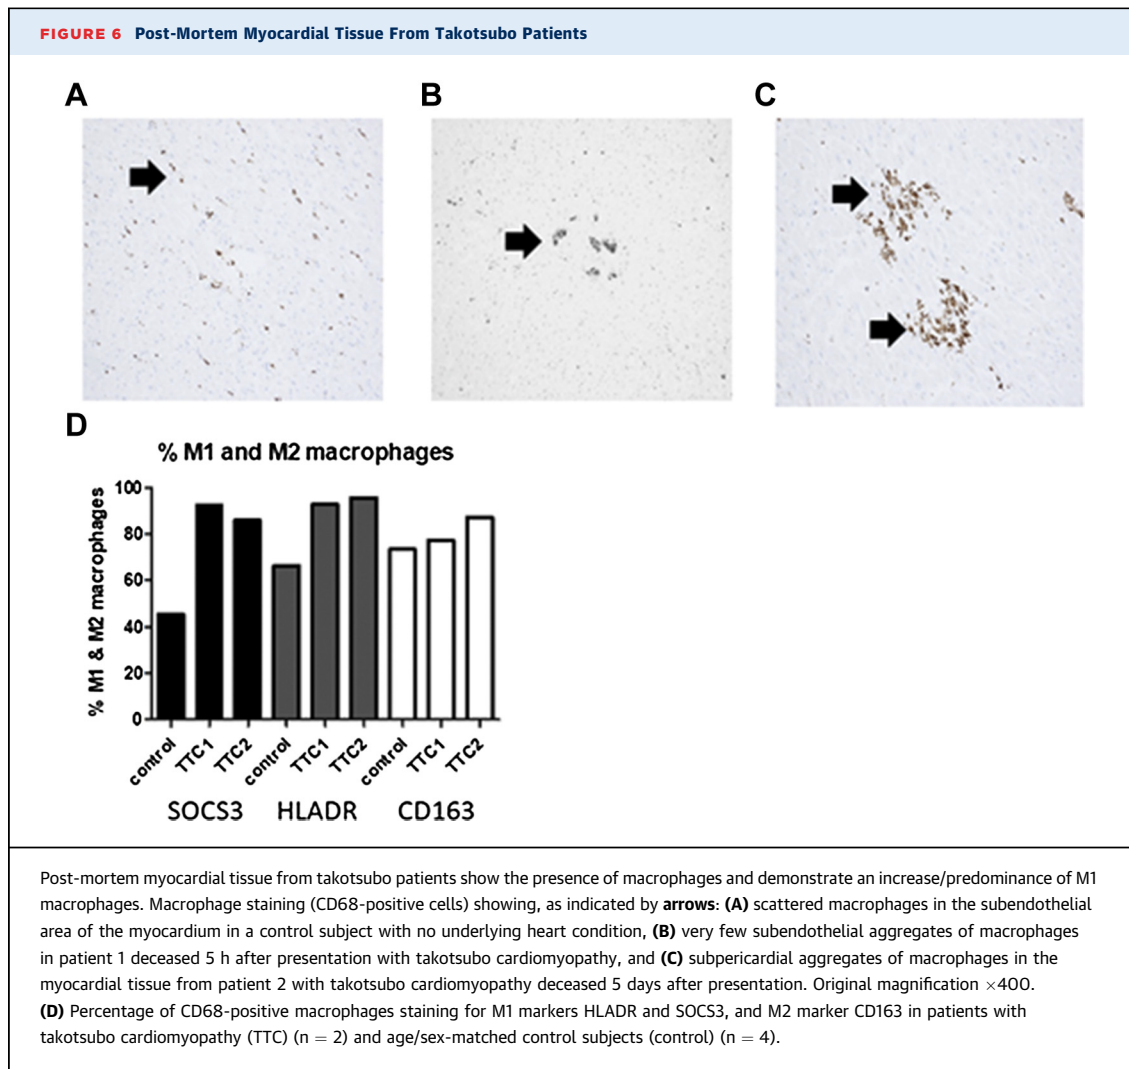 FIGURE 6 Post-Mortem Myocardial Tissue From Takotsubo Patients
A
B
C
D
% M1 and M2 macrophages
% M1 & M2 macrophages
100
80
60
40
20
0
control
TTC1
TTC2
control
TTC1
TTC2
control
TTC1
TTC2
SOCS3
HLADR
CD163
Post-mortem myocardial tissue from takotsubo patients show the presence of macrophages and demonstrate an increase/predominance of M1
macrophages. Macrophage staining (CD68-positive cells) showing, as indicated by arrows: (A) scattered macrophages in the subendothelial
area of the myocardium in a control subject with no underlying heart condition, (B) very few subendothelial aggregates of macrophages
in patient 1 deceased 5 h after presentation with takotsubo cardiomyopathy, and (C) subpericardial aggregates of macrophages in the
myocardial tissue from patient 2 with takotsubo cardiomyopathy deceased 5 days after presentation. Original magnification ×400.
(D) Percentage of CD68-positive macrophages staining for M1 markers HLADR and SOCS3, and M2 marker CD163 in patients with
takotsubo cardiomyopathy (TTC) (n = 2) and age/sex-matched control subjects (control) (n = 4).